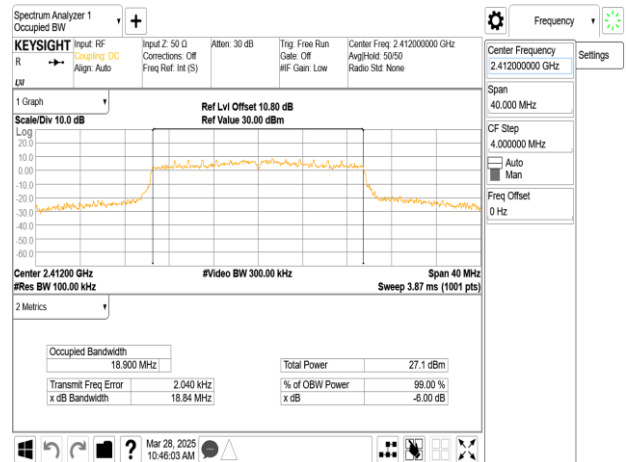 Spectrum Analyzer 1
Occupied BW
Frequency
KEYSIGHT
R
LXI
Input: RF
Coupling: DC
Align: Auto
Input Z: 50 Ω
Corrections: Off
Freq Ref: Int (S)
Atten: 30 dB
Trig: Free Run
Gate: Off
#IF Gain: Low
Center Freq: 2.412000000 GHz
Avg|Hold: 50/50
Radio Std: None
Center Frequency
2.412000000 GHz
Settings
Span
40.000 MHz
CF Step
4.000000 MHz
Auto
Man
Freq Offset
0 Hz
1 Graph
Ref Lvl Offset 10.80 dB
Scale/Div 10.0 dB
Ref Value 30.00 dBm
Log
20.0
10.0
0.00
-10.0
-20.0
-30.0
-40.0
-50.0
-60.0
Center 2.41200 GHz
#Video BW 300.00 kHz
Span 40 MHz
#Res BW 100.00 kHz
Sweep 3.87 ms (1001 pts)
2 Metrics
Occupied Bandwidth
18.900 MHz
Total Power 27.1 dBm
Transmit Freq Error 2.040 kHz
% of OBW Power 99.00 %
x dB Bandwidth 18.84 MHz
x dB -6.00 dB
Mar 28, 2025
10:46:03 AM